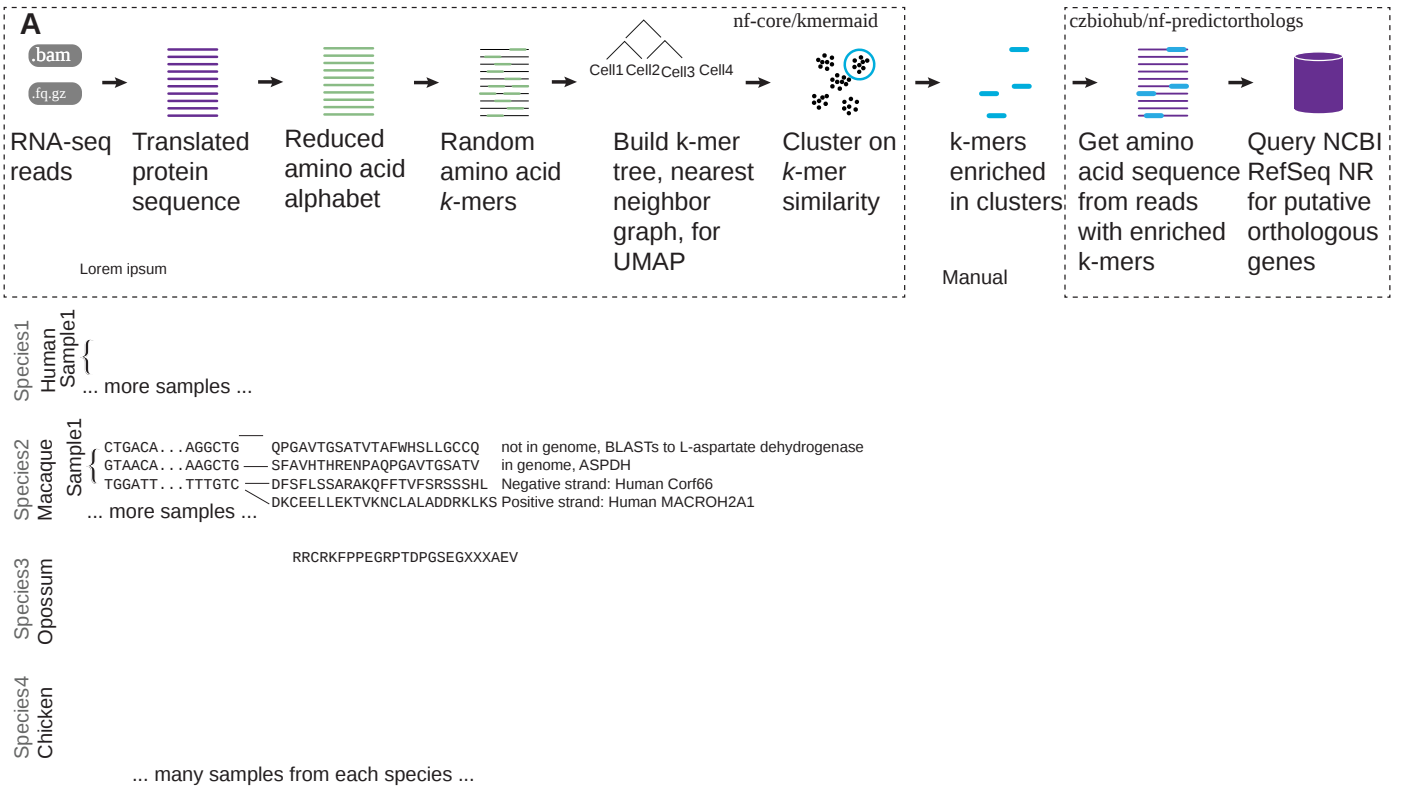 A
nf-core/kmermaid
czbiohub/nf-predictorthologs
.bam
.fq.gz
Cell1 Cell2 Cell3 Cell4
RNA-seq
reads
Translated
protein
sequence
Reduced
amino acid
alphabet
Random
amino acid
k-mers
Build k-mer
tree, nearest
neighbor
graph, for
UMAP
Cluster on
k-mer
similarity
k-mers
enriched
in clusters
Get amino
acid sequence
from reads
with enriched
k-mers
Query NCBI
RefSeq NR
for putative
orthologous
genes
Lorem ipsum
Manual
Species1
Human
Sample1
{
... more samples ...
Species2
Macaque
Sample1
{
CTGACA...AGGCTG QPGAVTGSATVTAFWHSLLGCCQ not in genome, BLASTs to L-aspartate dehydrogenase
GTAACA...AAGCTG SFAVHTHRENPAQPGAVTGSATV in genome, ASPDH
TGGATT...TTTGTC DFSFLSSARAKQFFTVFSRSSSHL Negative strand: Human Corf66
DKCEELLEKTVKNCLALADDRKLKS Positive strand: Human MACROH2A1
... more samples ...
Species3
Opossum
RRCRKFPPEGRPTDPGSEGXXXAEV
Species4
Chicken
... many samples from each species ...